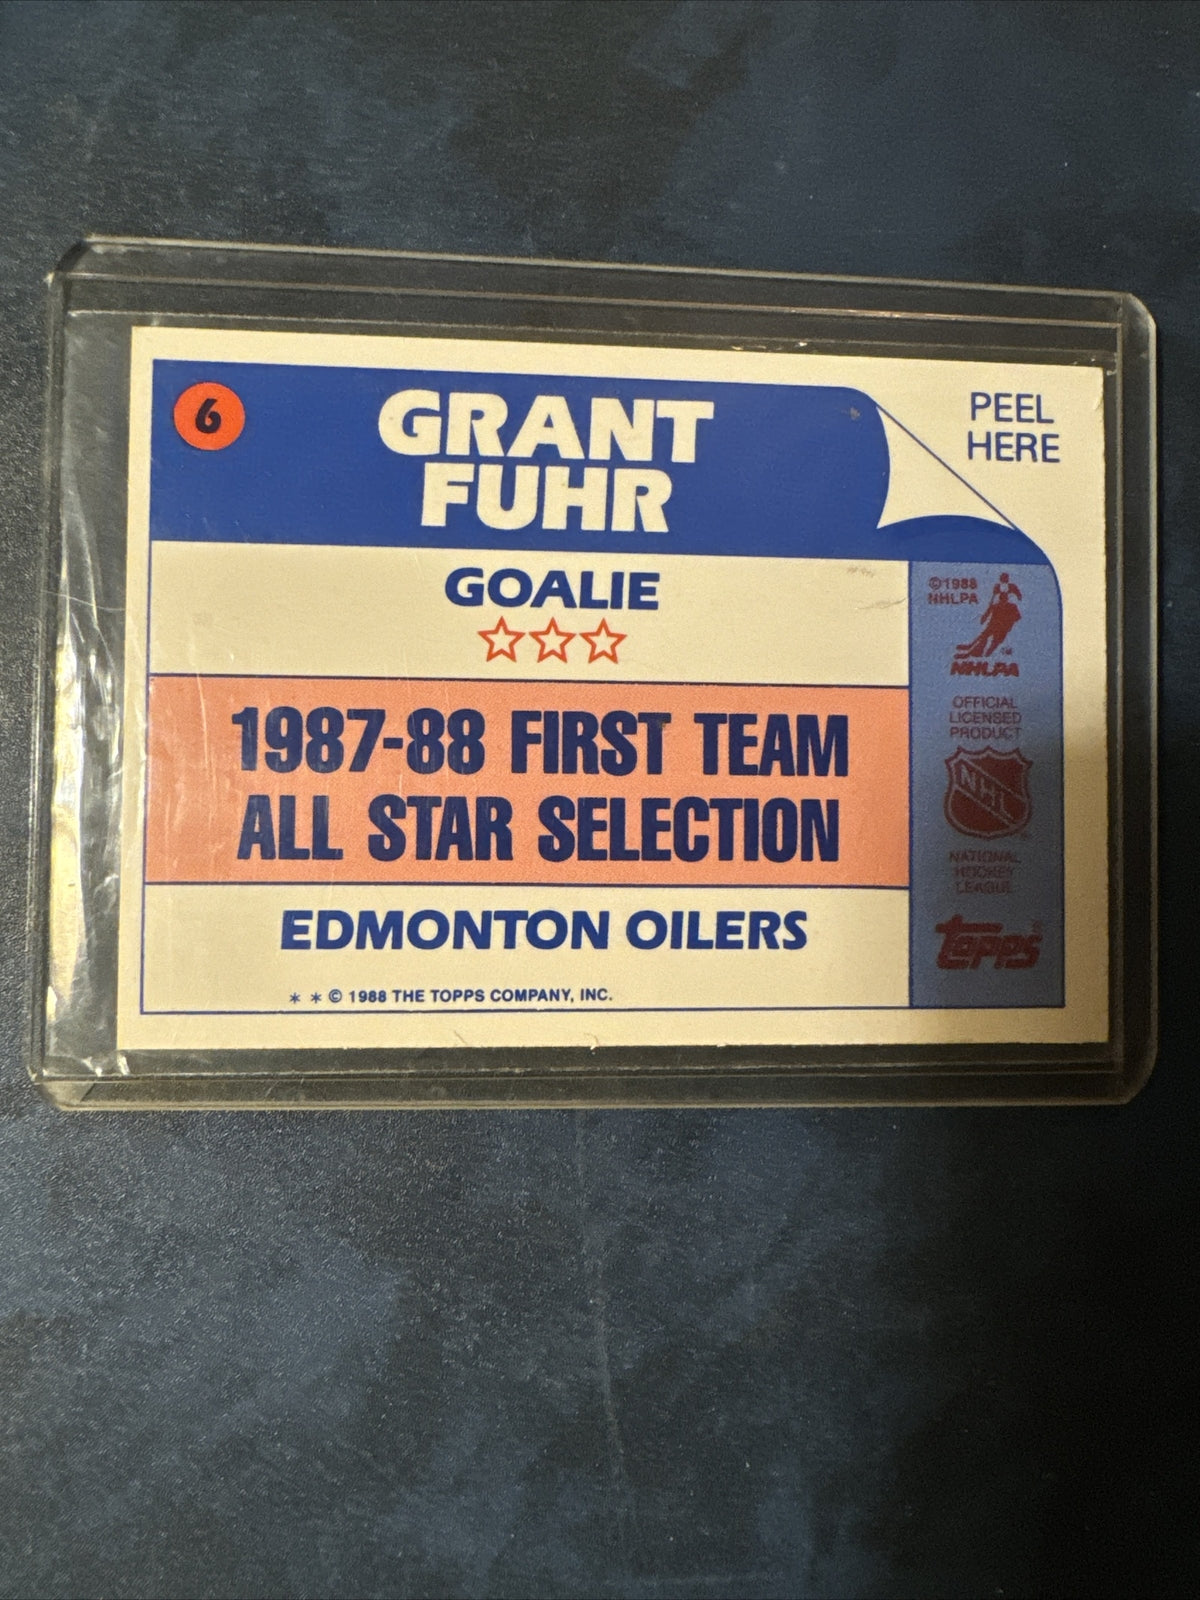 6
GRANT
FUHR
PEEL
HERE
GOALIE
©1988
NHLPA
NHLPA
1987-88 FIRST TEAM
ALL STAR SELECTION
OFFICIAL
LICENSED
PRODUCT
NHL
NATIONAL
HOCKEY
LEAGUE
TOPPS®
EDMONTON OILERS
* * © 1988 THE TOPPS COMPANY, INC.